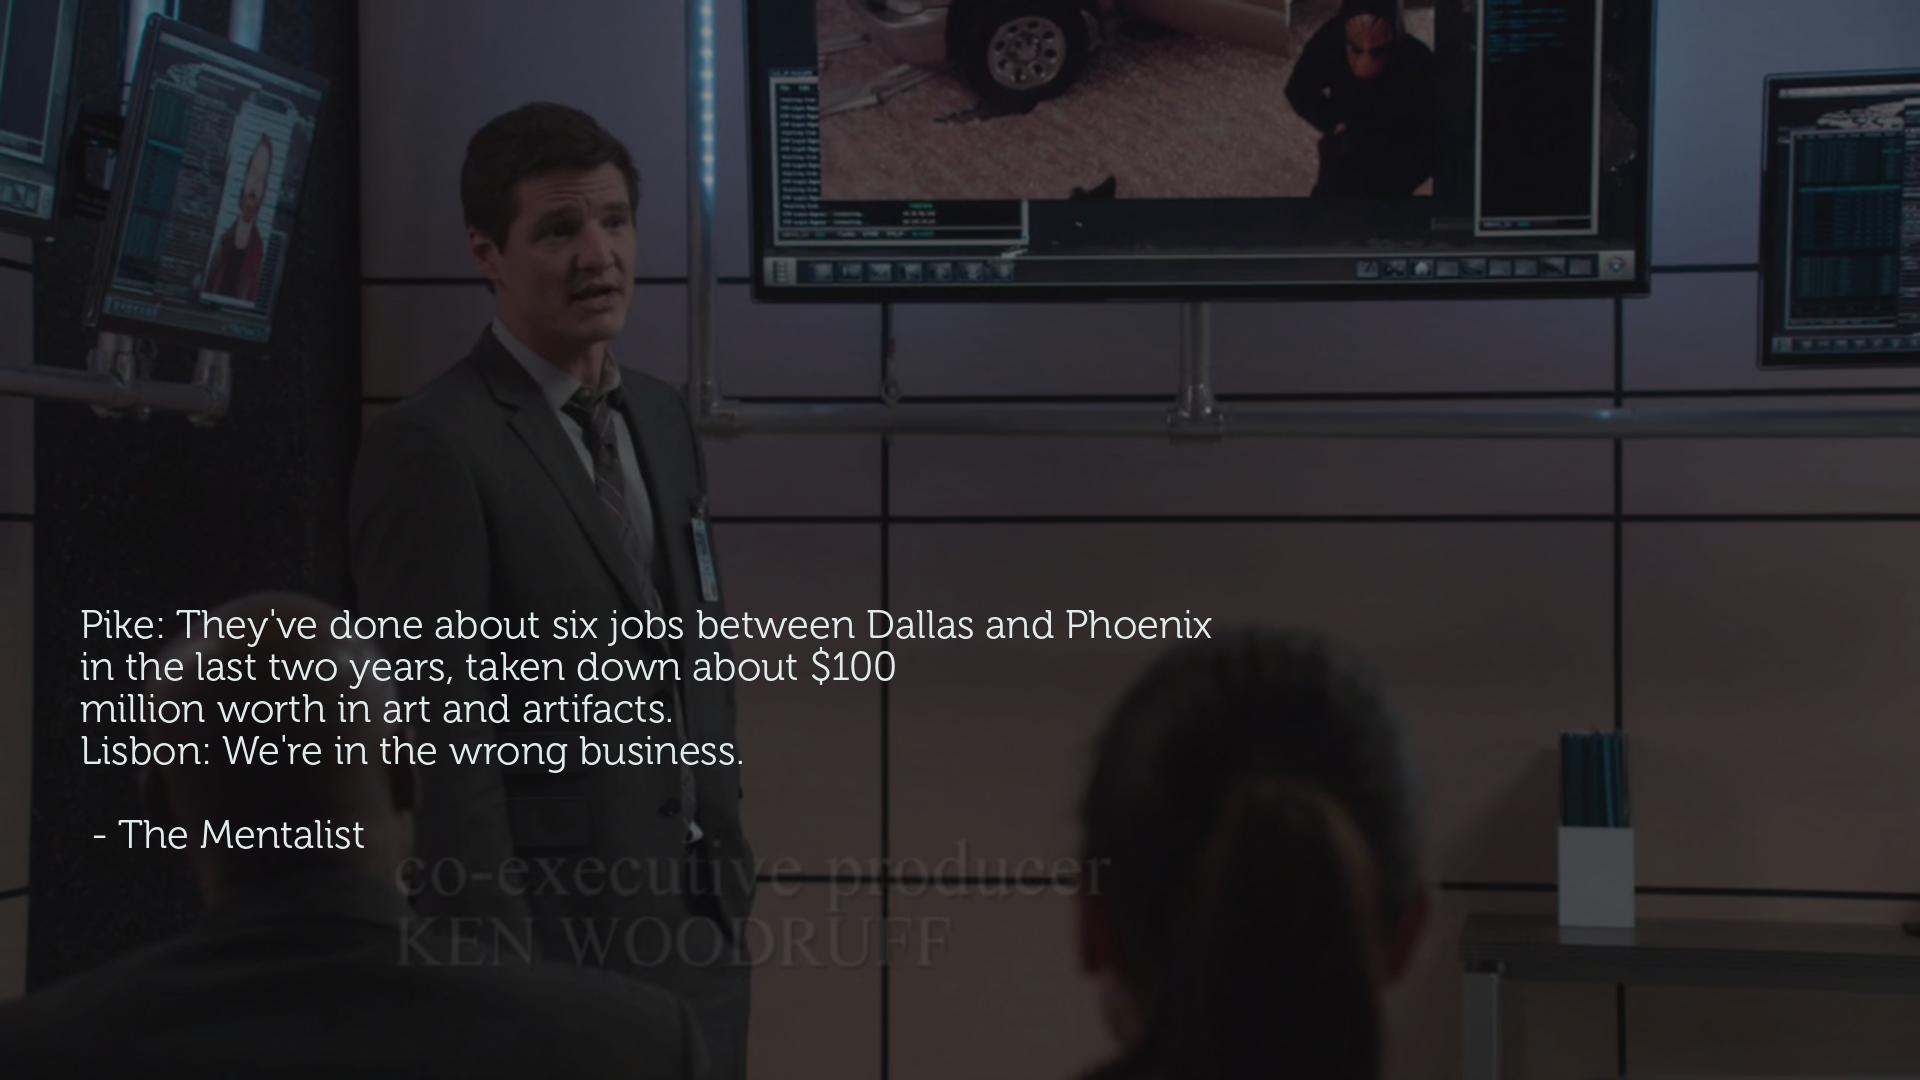 Pike: They've done about six jobs between Dallas and Phoenix
in the last two years, taken down about $100
million worth in art and artifacts.
Lisbon: We're in the wrong business.
- The Mentalist
co-executive producer
KEN WOODRUFF